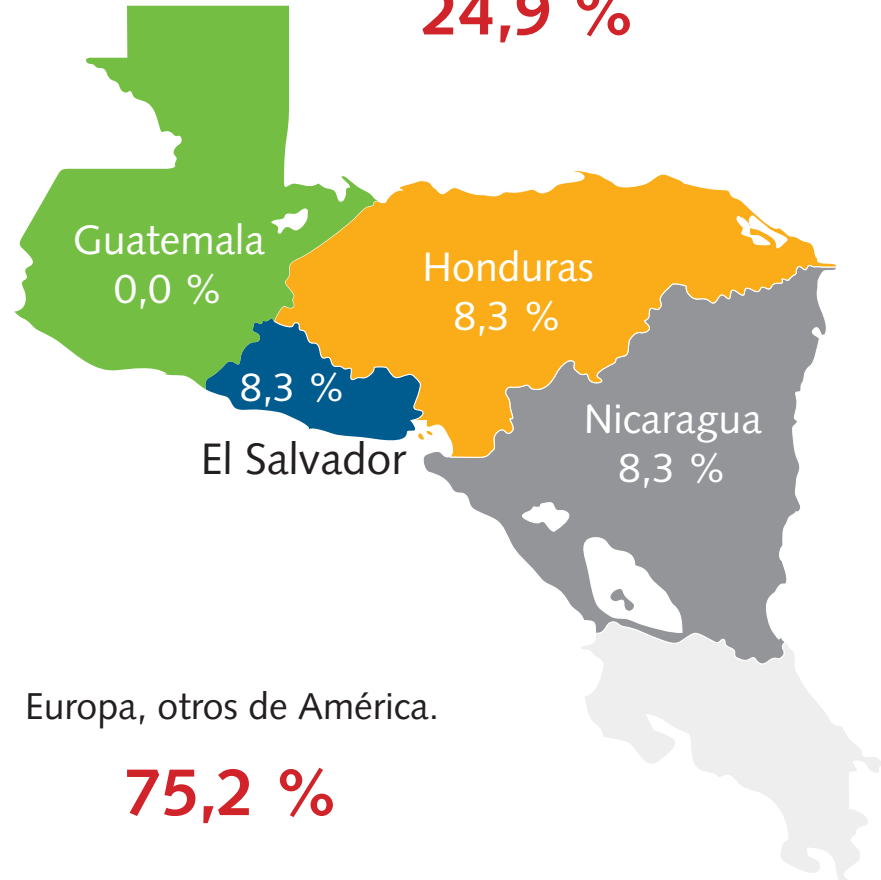 24,9 %
Guatemala
0,0 %
Honduras
8,3 %
8,3 %
El Salvador
Nicaragua
8,3 %
Europa, otros de América.
75,2 %